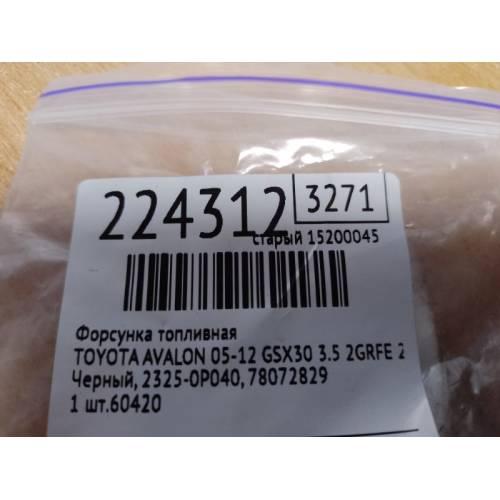 224312
3271
старый 15200045
Форсунка топливная
TOYOTA AVALON 05-12 GSX30 3.5 2GRFE 2
Черный, 2325-0P040, 78072829
1 шт.60420